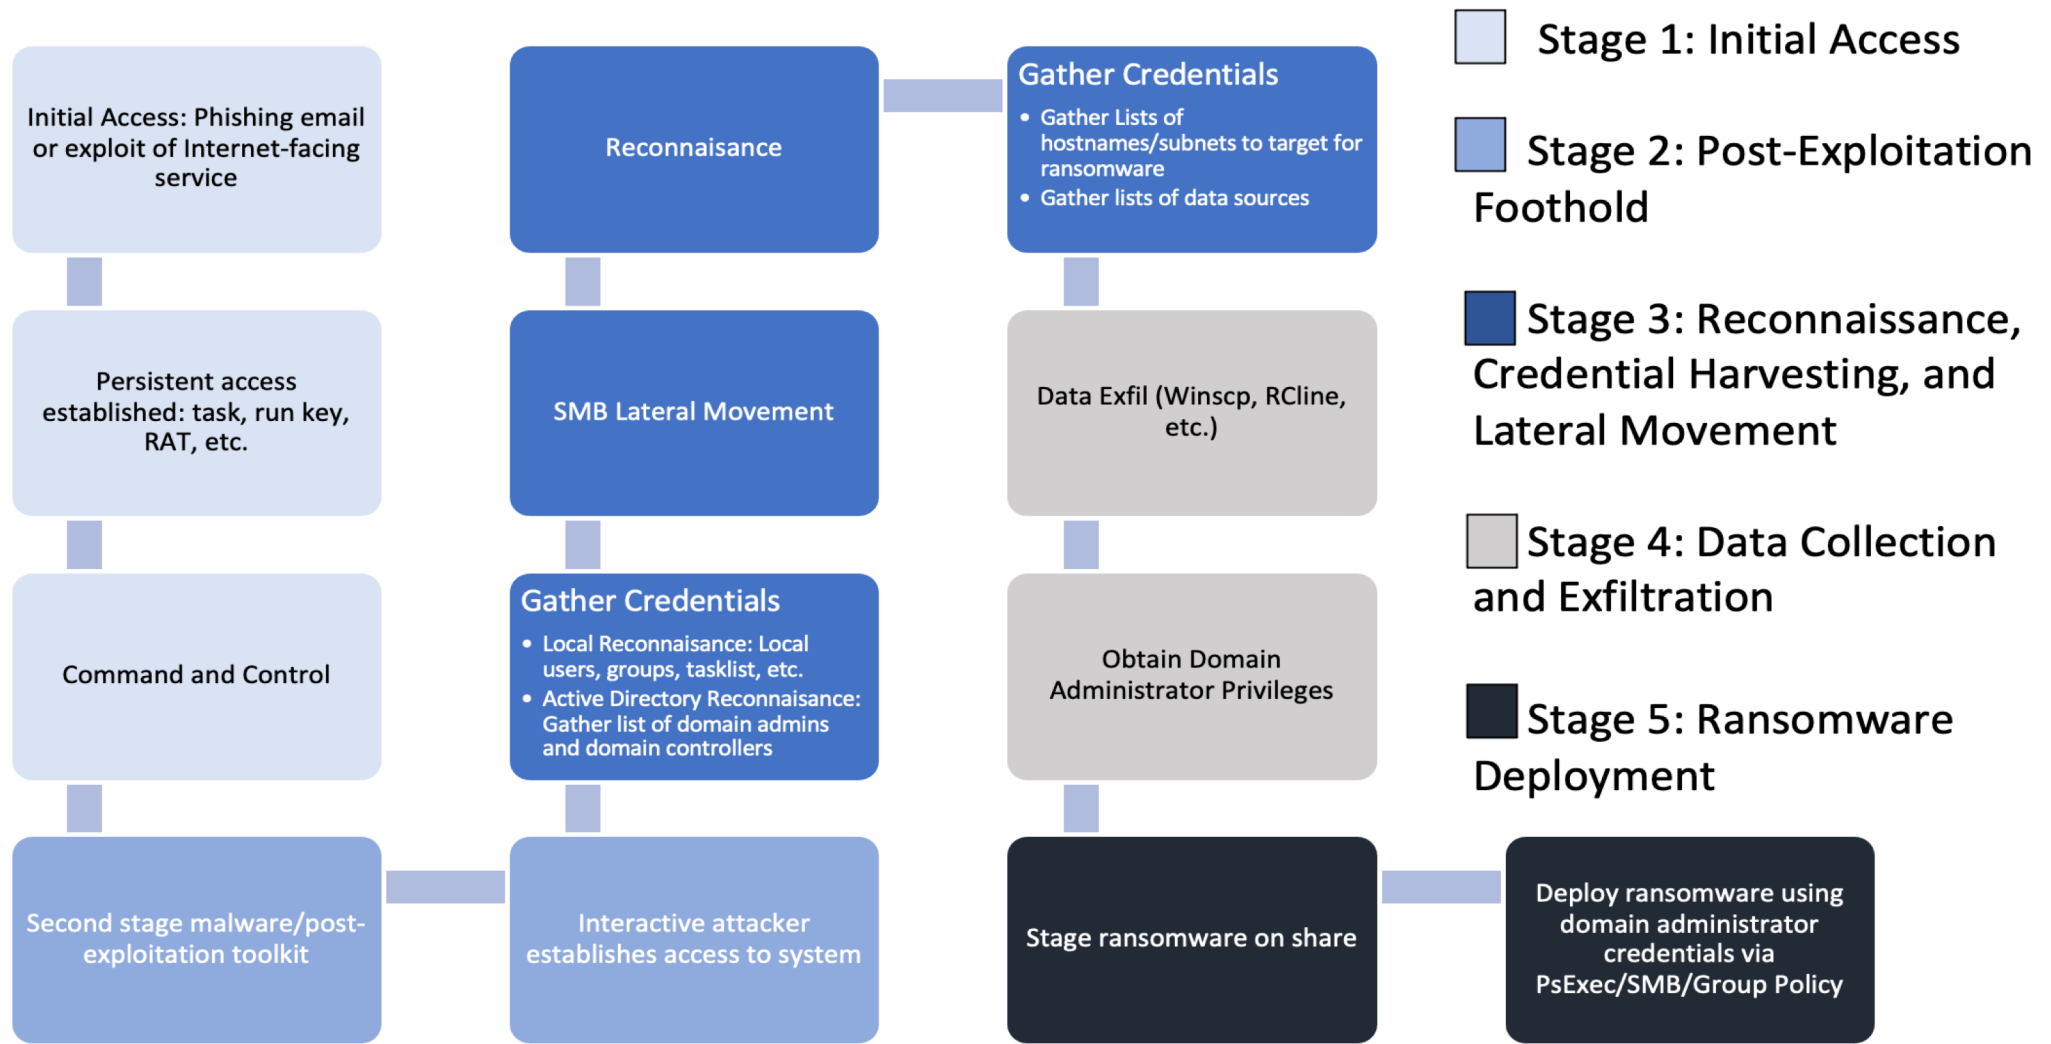 Initial Access: Phishing email
or exploit of Internet-facing
service
Persistent access
established: task, run key,
RAT, etc.
Command and Control
Second stage malware/post-
exploitation toolkit
Interactive attacker
establishes access to system
Gather Credentials
• Local Reconnaisance: Local
users, groups, tasklist, etc.
• Active Directory Reconnaisance:
Gather list of domain admins
and domain controllers
SMB Lateral Movement
Reconnaisance
Gather Credentials
• Gather Lists of
hostnames/subnets to target for
ransomware
• Gather lists of data sources
Data Exfil (Winscp, RCline,
etc.)
Obtain Domain
Administrator Privileges
Stage ransomware on share
Deploy ransomware using
domain administrator
credentials via
PsExec/SMB/Group Policy
Stage 1: Initial Access
Stage 2: Post-Exploitation
Foothold
Stage 3: Reconnaissance,
Credential Harvesting, and
Lateral Movement
Stage 4: Data Collection
and Exfiltration
Stage 5: Ransomware
Deployment